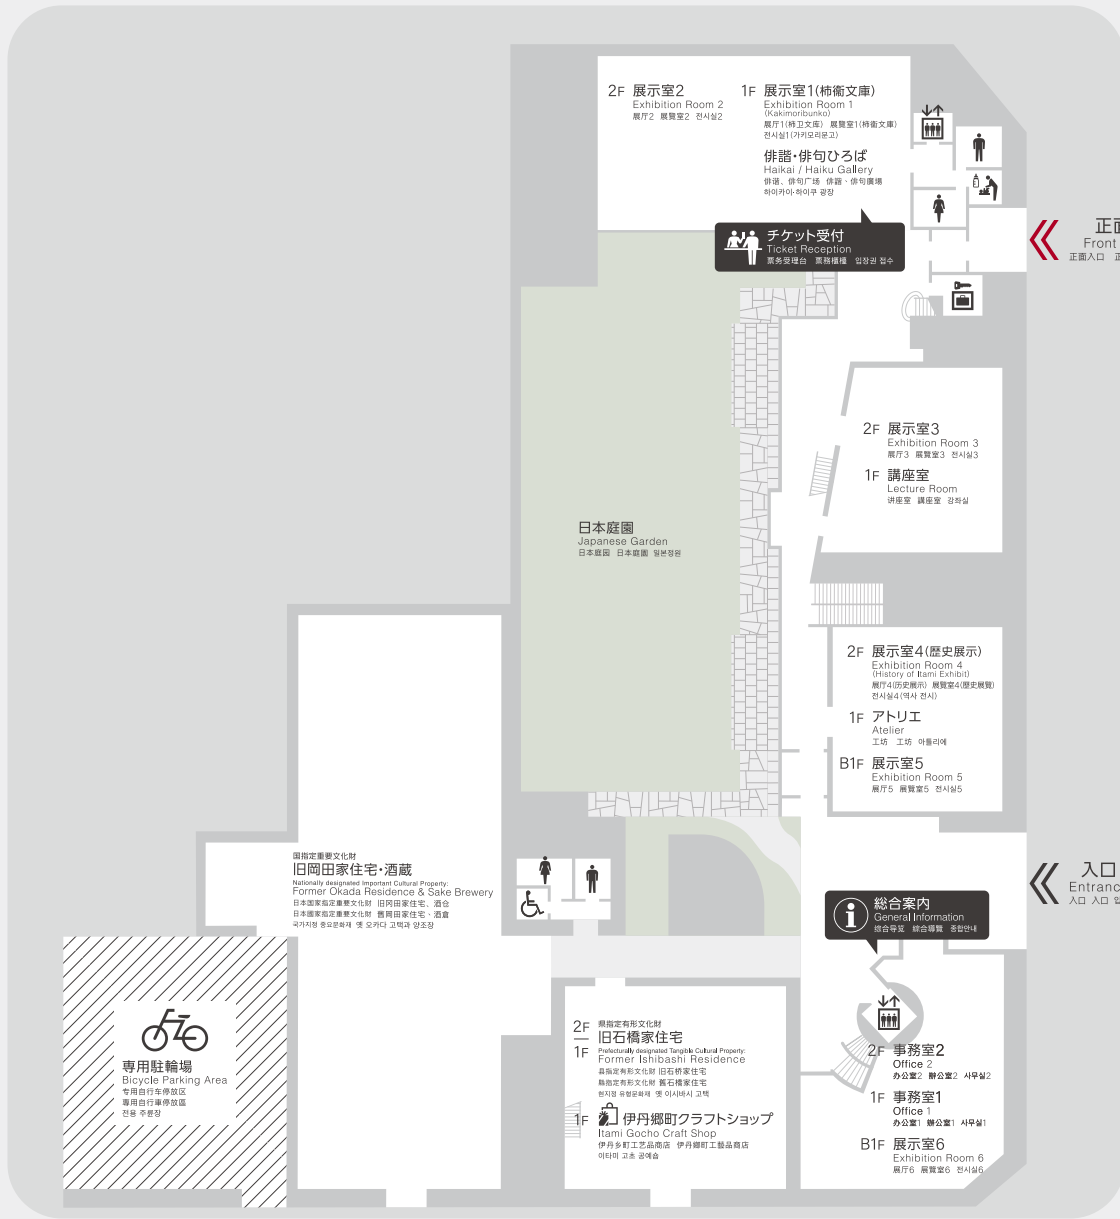 2F 展示室2
Exhibition Room 2
展厅2 展覽室2 전시실2
1F 展示室1(柿衞文庫)
Exhibition Room 1
(Kakimoribunko)
展厅1(柿卫文库) 展覽室1(柿衞文庫)
전시실1(가키모리분고)
俳諧・俳句ひろば
Haikai / Haiku Gallery
俳谐、俳句广场 俳諧、俳句廣場
하이카이·하이쿠 광장
チケット受付
Ticket Reception
票务受理台 票務櫃檯 입장권 접수
正面
Front
正面入口
2F 展示室3
Exhibition Room 3
展厅3 展覽室3 전시실3
1F 講座室
Lecture Room
讲座室 講座室 강좌실
日本庭園
Japanese Garden
日本庭园 日本庭園 일본정원
2F 展示室4(歴史展示)
Exhibition Room 4
(History of Itami Exhibit)
展厅4(历史展示) 展覽室4(歷史展覽)
전시실4(역사 전시)
1F アトリエ
Atelier
工坊 工坊 아틀리에
B1F 展示室5
Exhibition Room 5
展厅5 展覽室5 전시실5
国指定重要文化財
旧岡田家住宅・酒蔵
Nationally designated Important Cultural Property:
Former Okada Residence & Sake Brewery
日本国家指定重要文化財 旧冈田家住宅、酒仓
日本國家指定重要文化財 舊岡田家住宅、酒倉
국가지정 중요문화재 옛 오카다 고택과 양조장
入口
Entranc
入口 入口
総合案内
General Information
综合导览 綜合導覽 종합안내
専用駐輪場
Bicycle Parking Area
专用自行车停放区
專用自行車停放區
전용 주륜장
2F
1F
県指定有形文化財
旧石橋家住宅
Prefecturally designated Tangible Cultural Property:
Former Ishibashi Residence
县指定有形文化財 旧石桥家住宅
縣指定有形文化財 舊石橋家住宅
현지정 유형문화재 옛 이시바시 고택
1F 伊丹郷町クラフトショップ
Itami Gocho Craft Shop
伊丹乡町工艺品商店 伊丹鄉町工藝品商店
이타미 고초 공예숍
2F 事務室2
Office 2
办公室2 辦公室2 사무실2
1F 事務室1
Office 1
办公室1 辦公室1 사무실1
B1F 展示室6
Exhibition Room 6
展厅6 展覽室6 전시실6